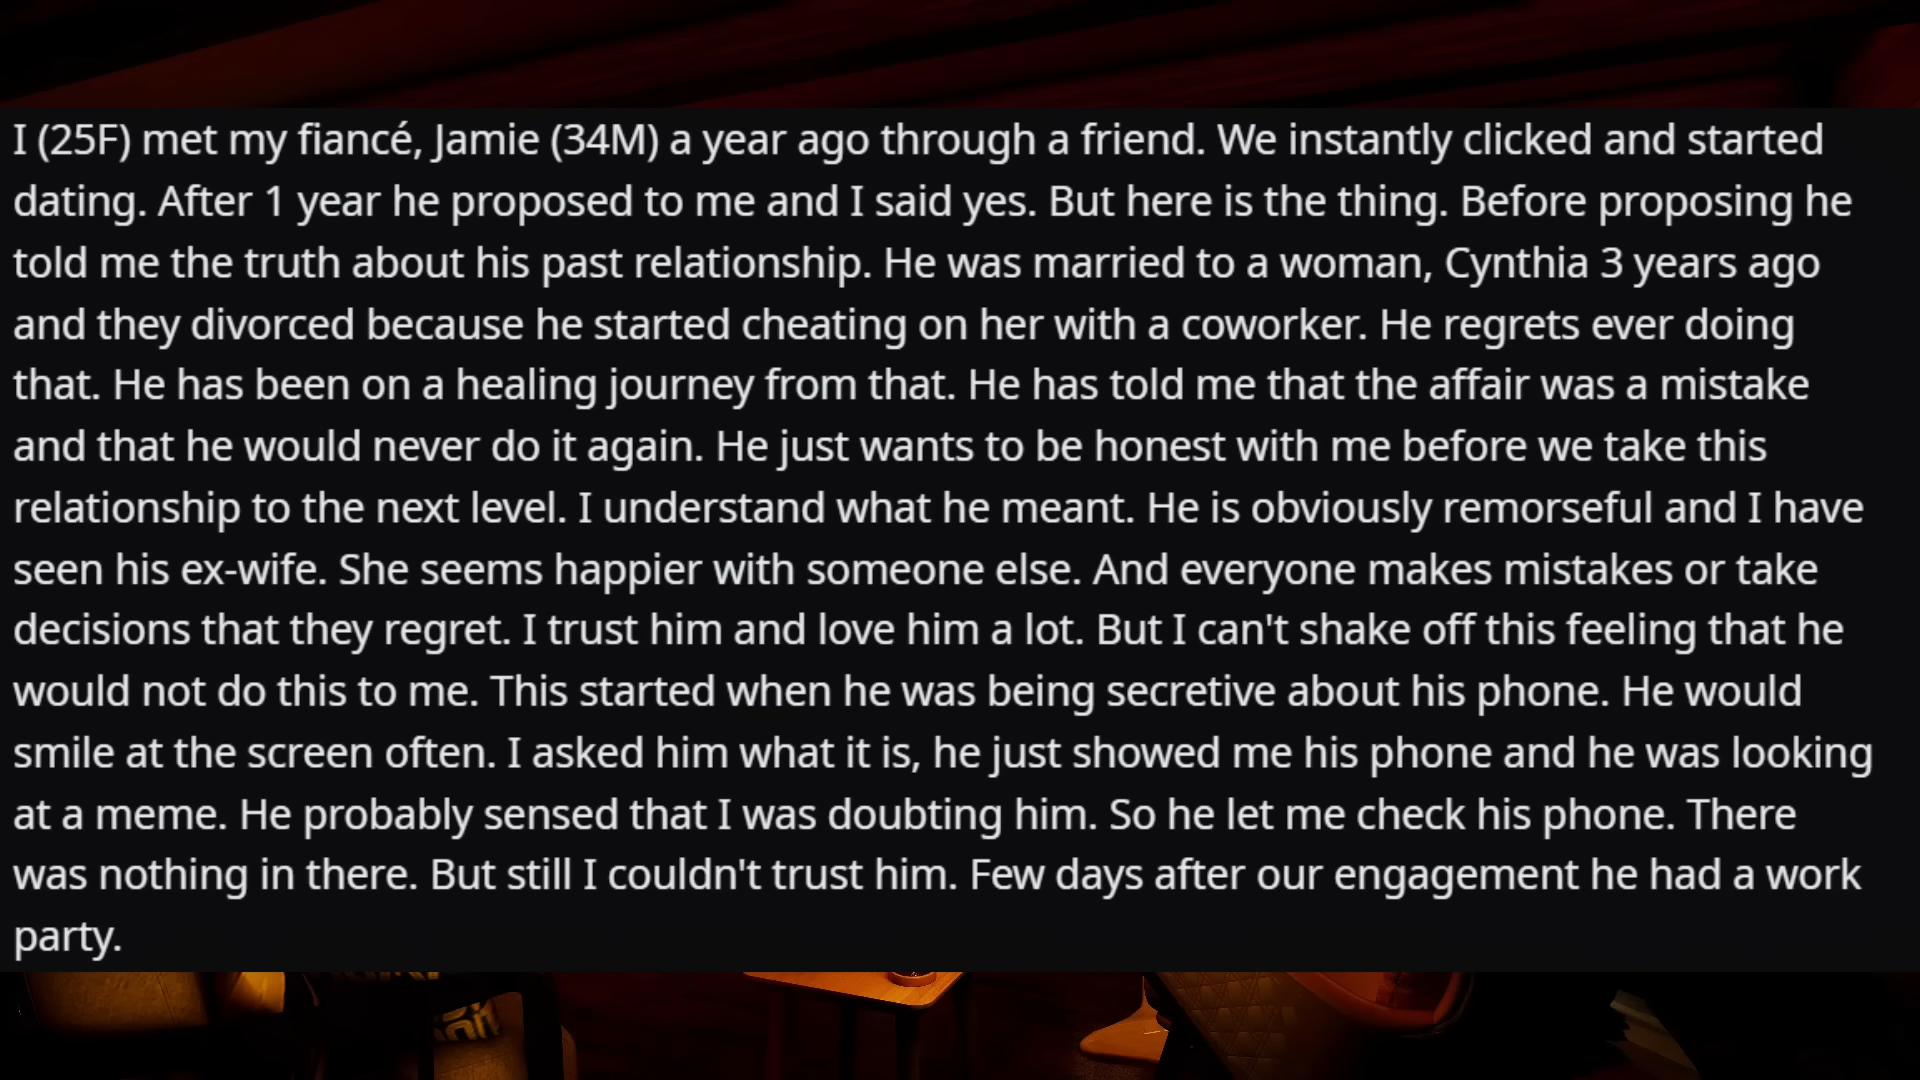 I (25F) met my fiancé, Jamie (34M) a year ago through a friend. We instantly clicked and started
dating. After 1 year he proposed to me and I said yes. But here is the thing. Before proposing he
told me the truth about his past relationship. He was married to a woman, Cynthia 3 years ago
and they divorced because he started cheating on her with a coworker. He regrets ever doing
that. He has been on a healing journey from that. He has told me that the affair was a mistake
and that he would never do it again. He just wants to be honest with me before we take this
relationship to the next level. I understand what he meant. He is obviously remorseful and I have
seen his ex-wife. She seems happier with someone else. And everyone makes mistakes or take
decisions that they regret. I trust him and love him a lot. But I can't shake off this feeling that he
would not do this to me. This started when he was being secretive about his phone. He would
smile at the screen often. I asked him what it is, he just showed me his phone and he was looking
at a meme. He probably sensed that I was doubting him. So he let me check his phone. There
was nothing in there. But still I couldn't trust him. Few days after our engagement he had a work
party.